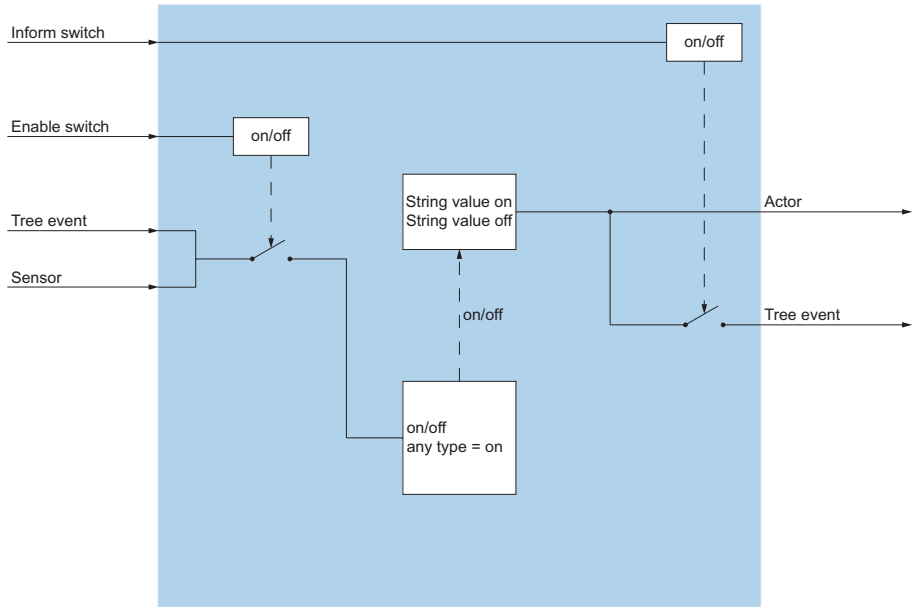 Inform switch
on/off
Enable switch
on/off
String value on
String value off
Actor
Tree event
Sensor
on/off
Tree event
on/off
any type = on